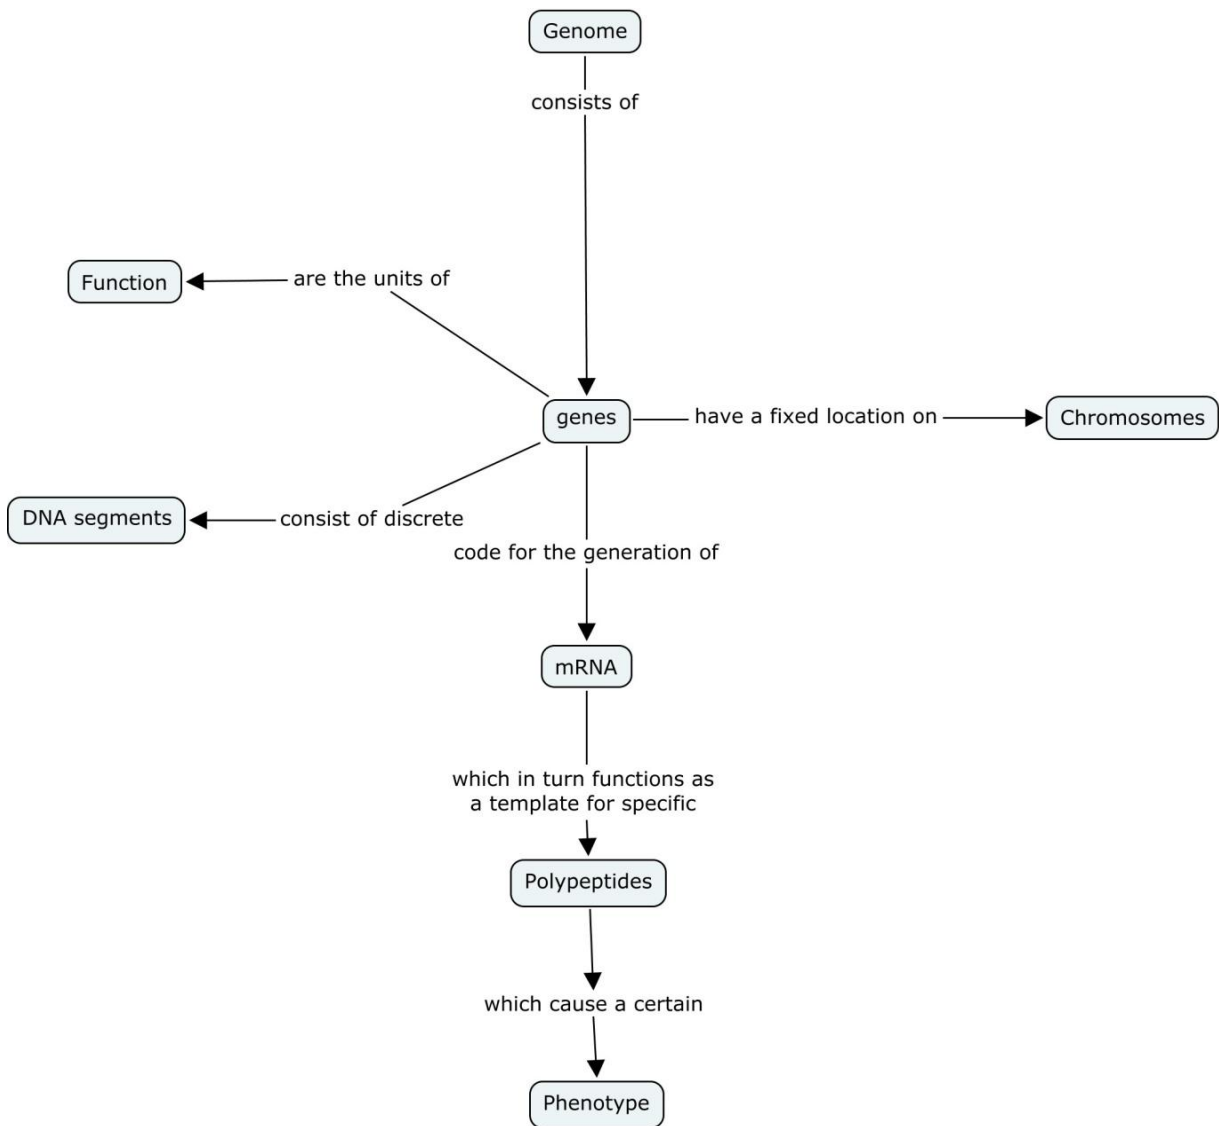 Genome
consists of
Function
are the units of
genes
have a fixed location on
Chromosomes
DNA segments
consist of discrete
code for the generation of
mRNA
which in turn functions as
a template for specific
Polypeptides
which cause a certain
Phenotype